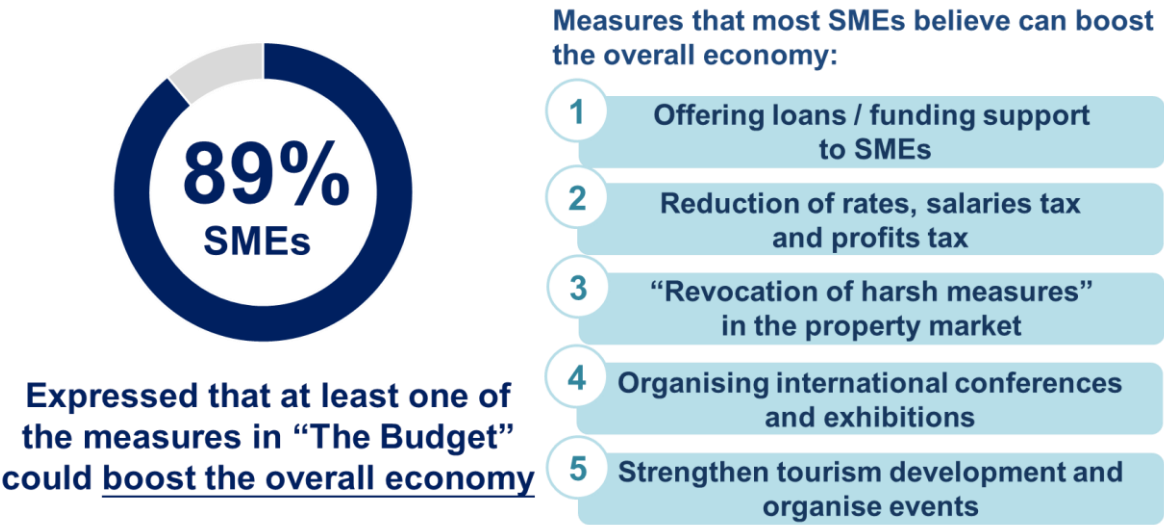 89%
SMEs
Expressed that at least one of
the measures in “The Budget”
could boost the overall economy
Measures that most SMEs believe can boost
the overall economy:
1
Offering loans / funding support
to SMEs
2
Reduction of rates, salaries tax
and profits tax
3
“Revocation of harsh measures”
in the property market
4
Organising international conferences
and exhibitions
5
Strengthen tourism development and
organise events